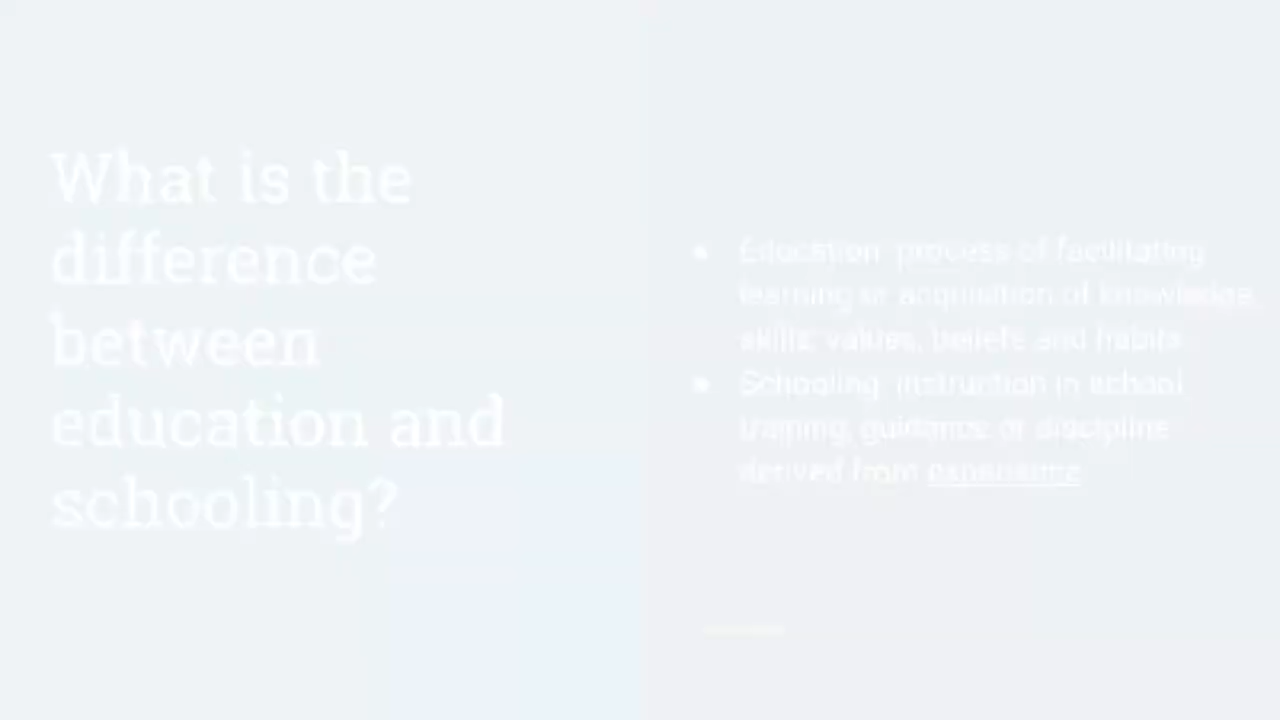 What is the
difference
between
education and
schooling?
Education: process of facilitating
learning or acquisition of knowledge,
skills, values, beliefs and habits
Schooling: instruction in school
training, guidance or discipline
derived from experience